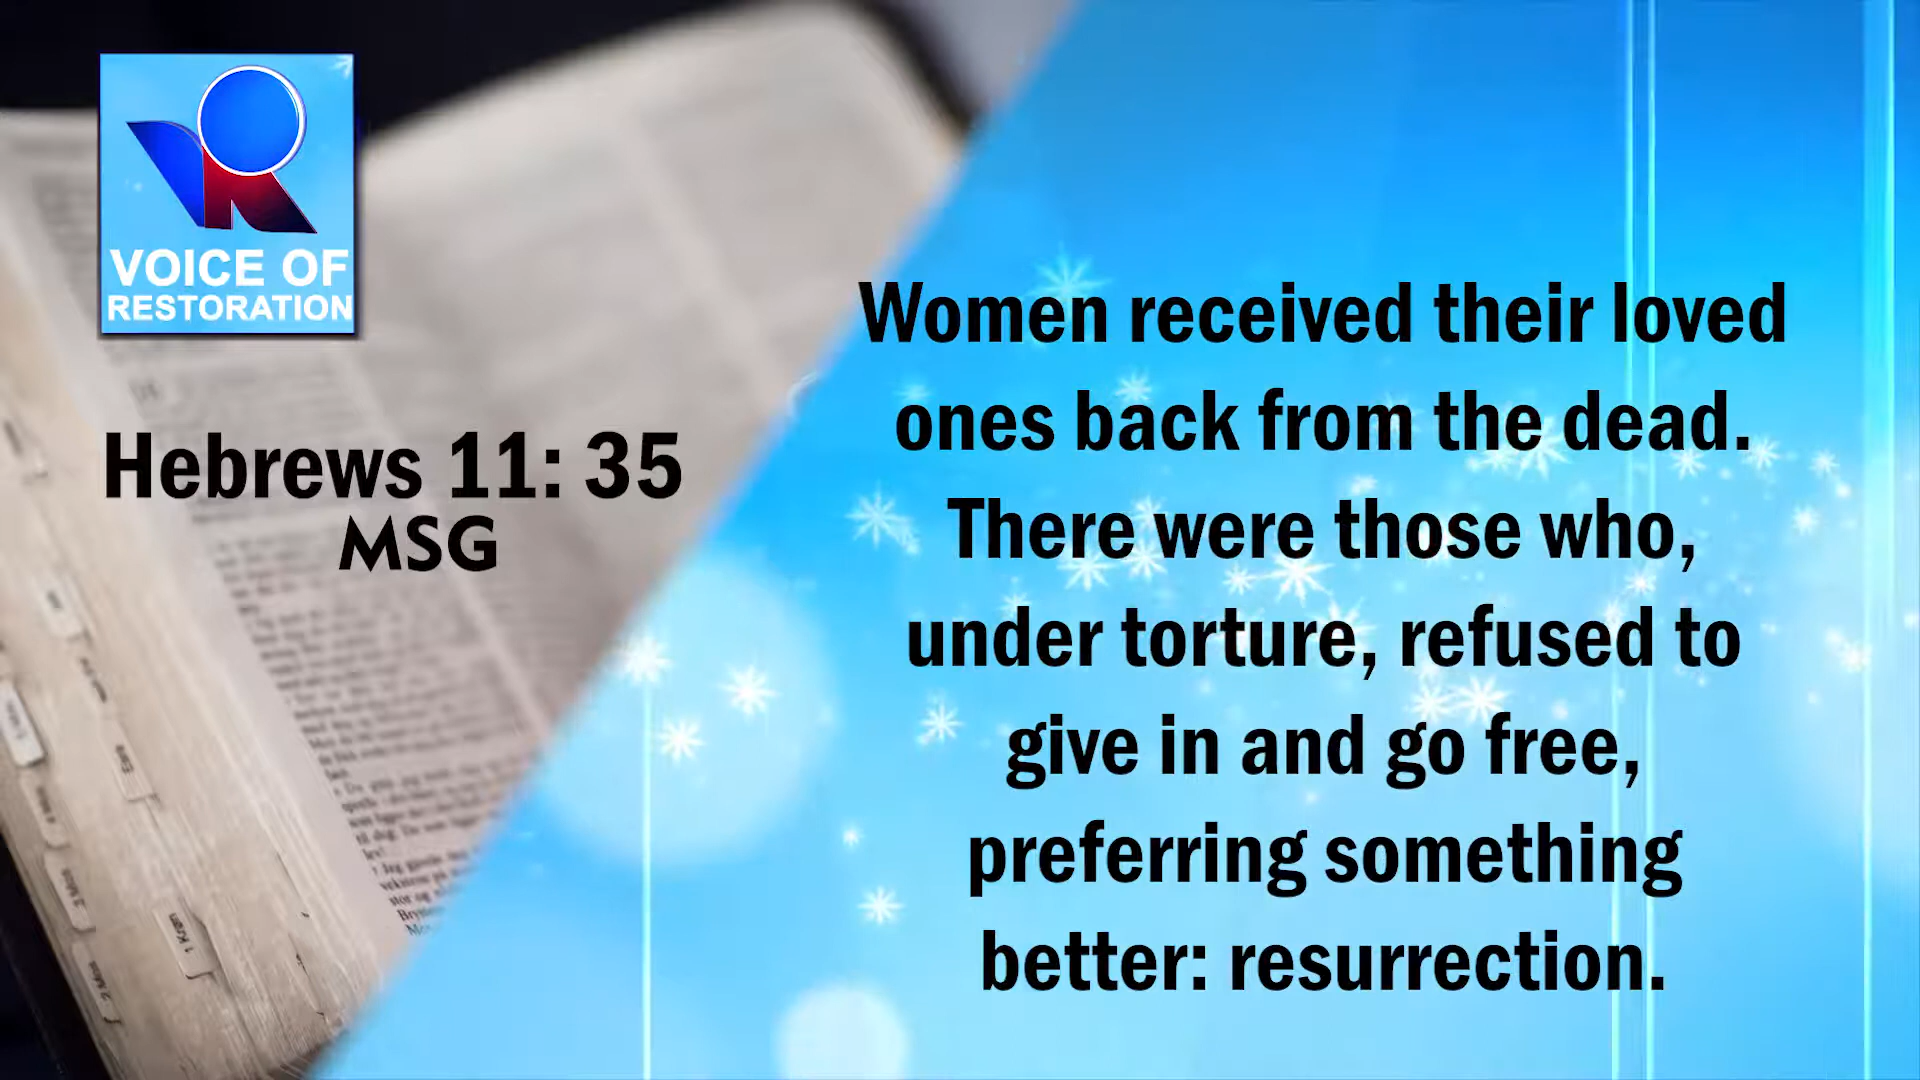 VOICE OF
RESTORATION
Hebrews 11: 35
MSG
Women received their loved
ones back from the dead.
There were those who,
under torture, refused to
give in and go free,
preferring something
better: resurrection.